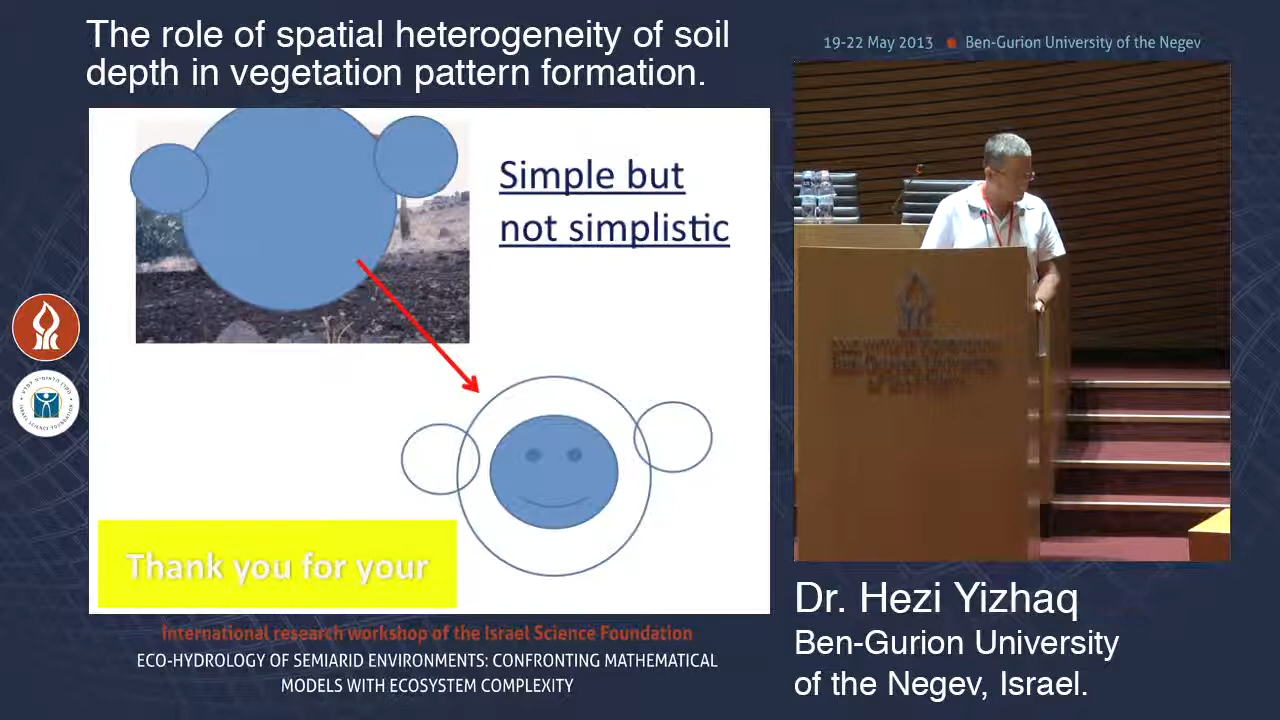 The role of spatial heterogeneity of soil
depth in vegetation pattern formation.
19-22 May 2013 Ben-Gurion University of the Negev
Simple but
not simplistic
Thank you for your
International research workshop of the Israel Science Foundation
ECO-HYDROLOGY OF SEMIARID ENVIRONMENTS: CONFRONTING MATHEMATICAL
MODELS WITH ECOSYSTEM COMPLEXITY
Dr. Hezi Yizhaq
Ben-Gurion University
of the Negev, Israel.
ISRAEL SCIENCE FOUNDATION